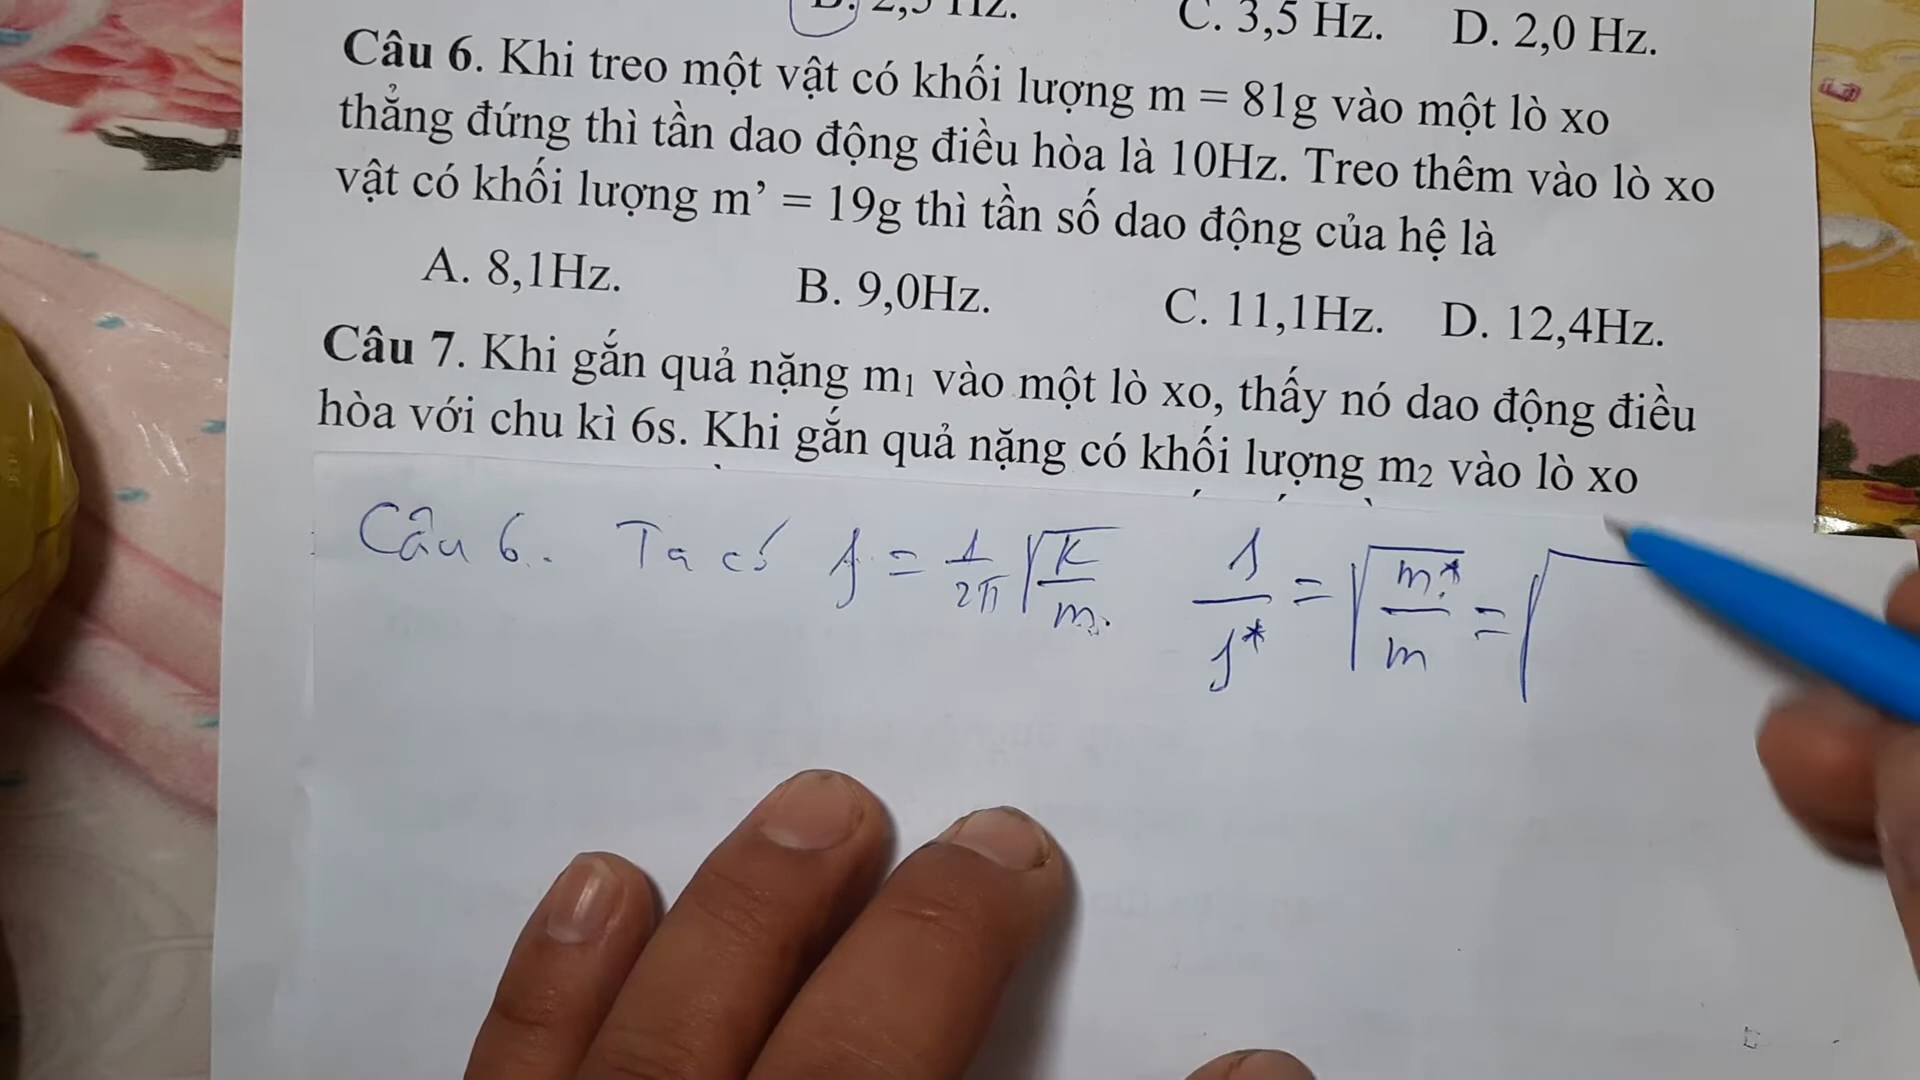 2,5 Hz. C. 3,5 Hz. D. 2,0 Hz.
Câu 6. Khi treo một vật có khối lượng m = 81g vào một lò xo
thẳng đứng thì tần dao động điều hòa là 10Hz. Treo thêm vào lò xo
vật có khối lượng m’ = 19g thì tần số dao động của hệ là
A. 8,1Hz. B. 9,0Hz. C. 11,1Hz. D. 12,4Hz.
Câu 7. Khi gắn quả nặng m₁ vào một lò xo, thấy nó dao động điều
hòa với chu kì 6s. Khi gắn quả nặng có khối lượng m₂ vào lò xo
Câu 6. Ta có f = 1/2π √(k/m) f/f* = √(m*/m) = √